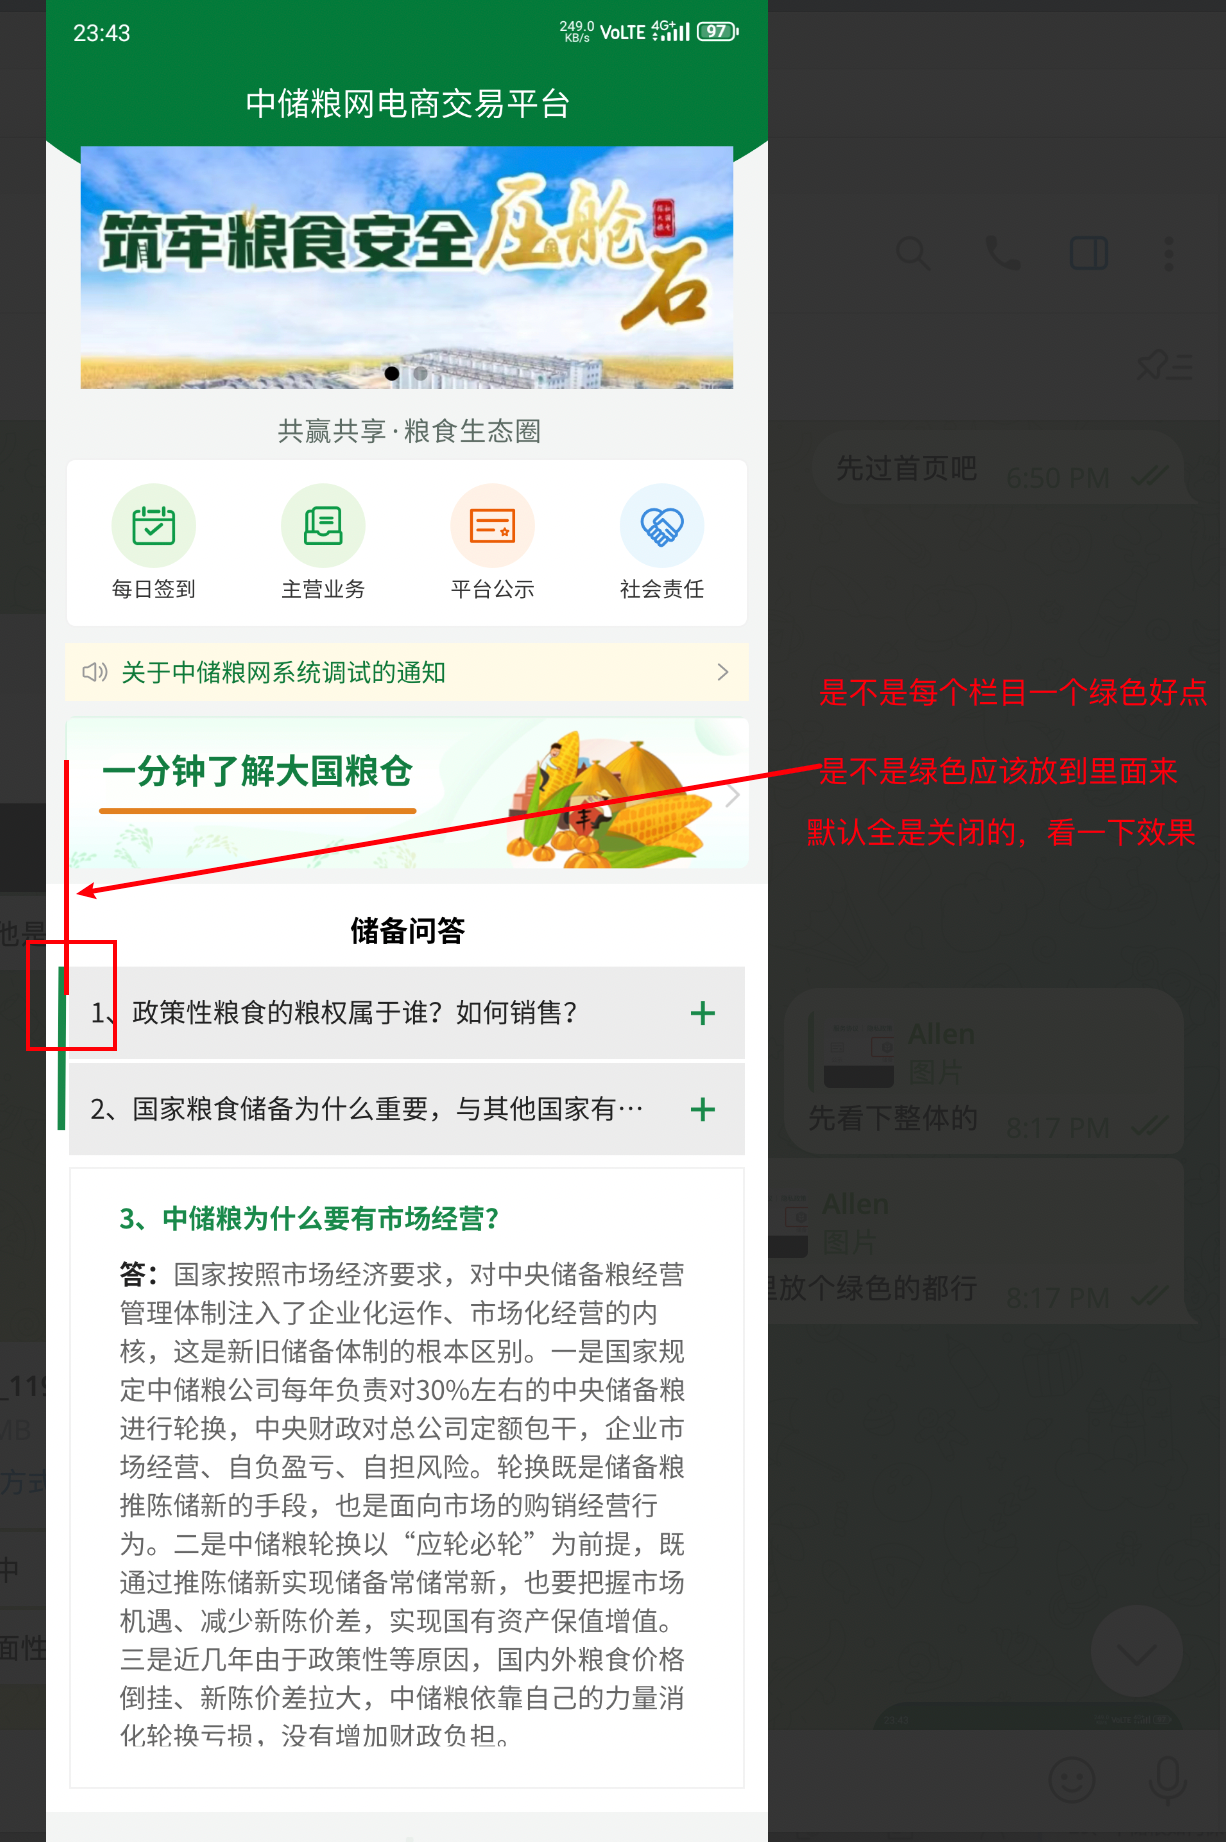 23:43
249.0 KB/s VoLTE 4G+ 97
中储粮网电商交易平台
筑牢粮食安全压舱石
共赢共享·粮食生态圈
先过首页吧 6:50 PM
每日签到 主营业务 平台公示 社会责任
关于中储粮网系统调试的通知
是不是每个栏目一个绿色好点
一分钟了解大国粮仓
是不是绿色应该放到里面来
默认全是关闭的，看一下效果
储备问答
他是
1、政策性粮食的粮权属于谁？如何销售？
Allen
图片
2、国家粮食储备为什么重要，与其他国家有…
先看下整体的 8:17 PM
3、中储粮为什么要有市场经营？
Allen
图片
答：国家按照市场经济要求，对中央储备粮经营
里放个绿色的都行 8:17 PM
管理体制注入了企业化运作、市场化经营的内
核，这是新旧储备体制的根本区别。一是国家规
_119
定中储粮公司每年负责对30%左右的中央储备粮
MB
进行轮换，中央财政对总公司定额包干，企业市
场经营、自负盈亏、自担风险。轮换既是储备粮
方式
推陈储新的手段，也是面向市场的购销经营行
为。二是中储粮轮换以“应轮必轮”为前提，既
中
通过推陈储新实现储备常储常新，也要把握市场
机遇、减少新陈价差，实现国有资产保值增值。
面性
三是近几年由于政策性等原因，国内外粮食价格
倒挂、新陈价差拉大，中储粮依靠自己的力量消
化轮换亏损，没有增加财政负担。